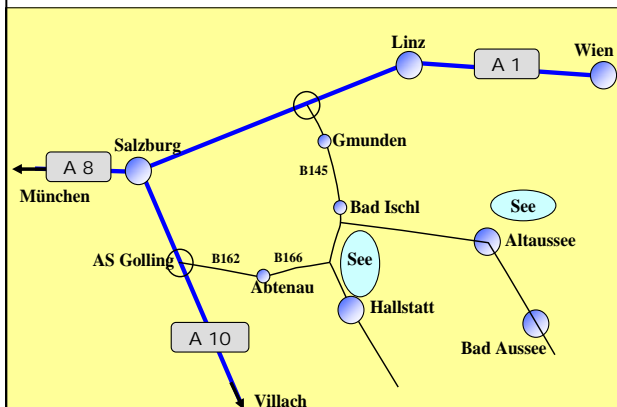 Linz
A 1
Wien
Salzburg
A 8
München
Gmunden
B145
Bad Ischl
See
Altaussee
AS Golling
B162
B166
See
Abtenau
Hallstatt
A 10
Bad Aussee
Villach